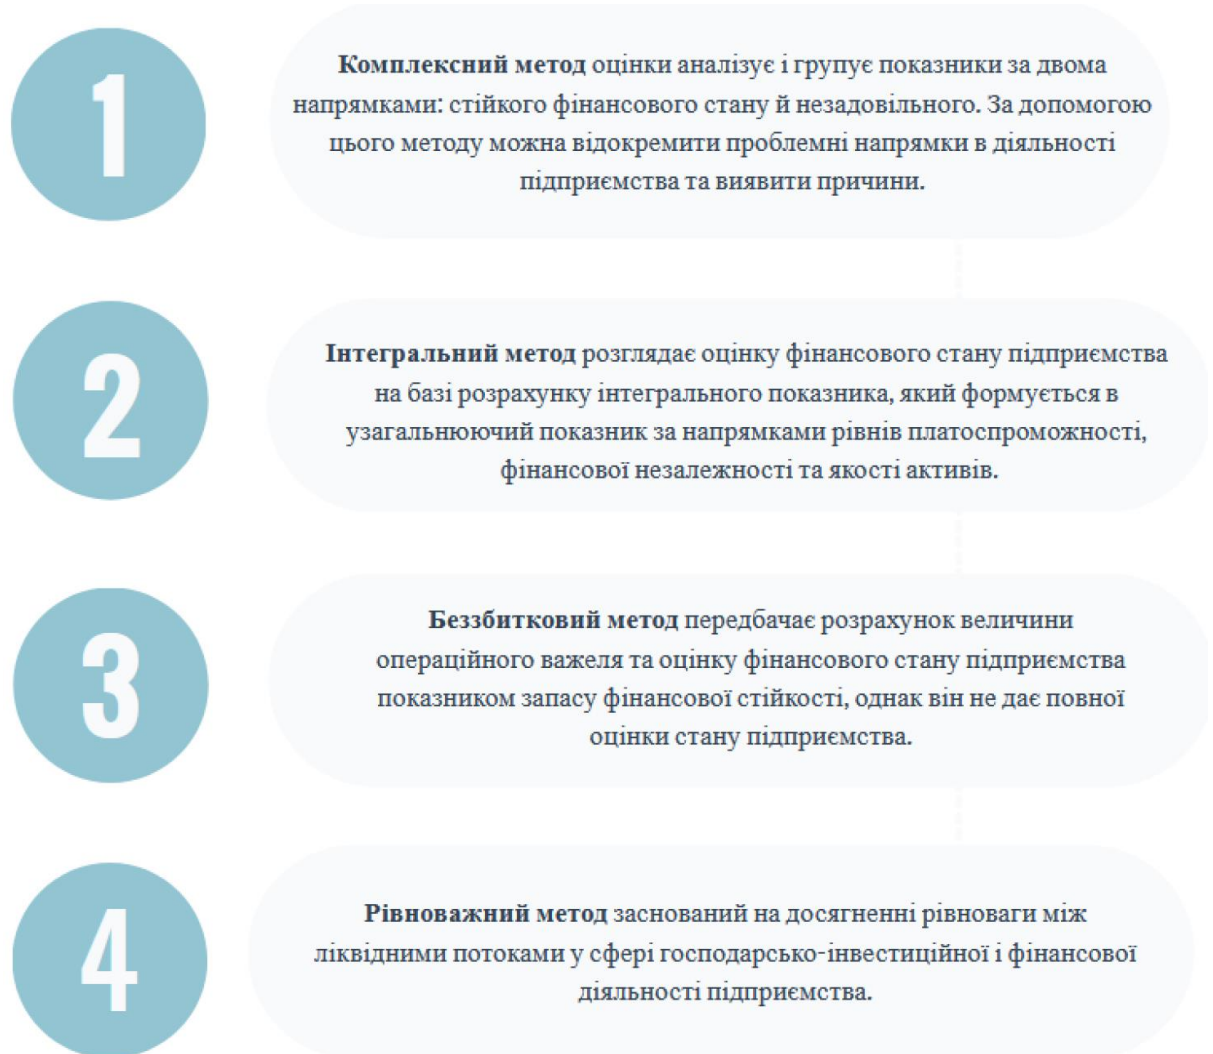 1
Комплексний метод оцінки аналізує і групує показники за двома
напрямками: стійкого фінансового стану й незадовільного. За допомогою
цього методу можна відокремити проблемні напрямки в діяльності
підприємства та виявити причини.
2
Інтегральний метод розглядає оцінку фінансового стану підприємства
на базі розрахунку інтегрального показника, який формується в
узагальнюючий показник за напрямками рівнів платоспроможності,
фінансової незалежності та якості активів.
3
Беззбитковий метод передбачає розрахунок величини
операційного важеля та оцінку фінансового стану підприємства
показником запасу фінансової стійкості, однак він не дає повної
оцінки стану підприємства.
4
Рівноважний метод заснований на досягненні рівноваги між
ліквідними потоками у сфері господарсько-інвестиційної і фінансової
діяльності підприємства.